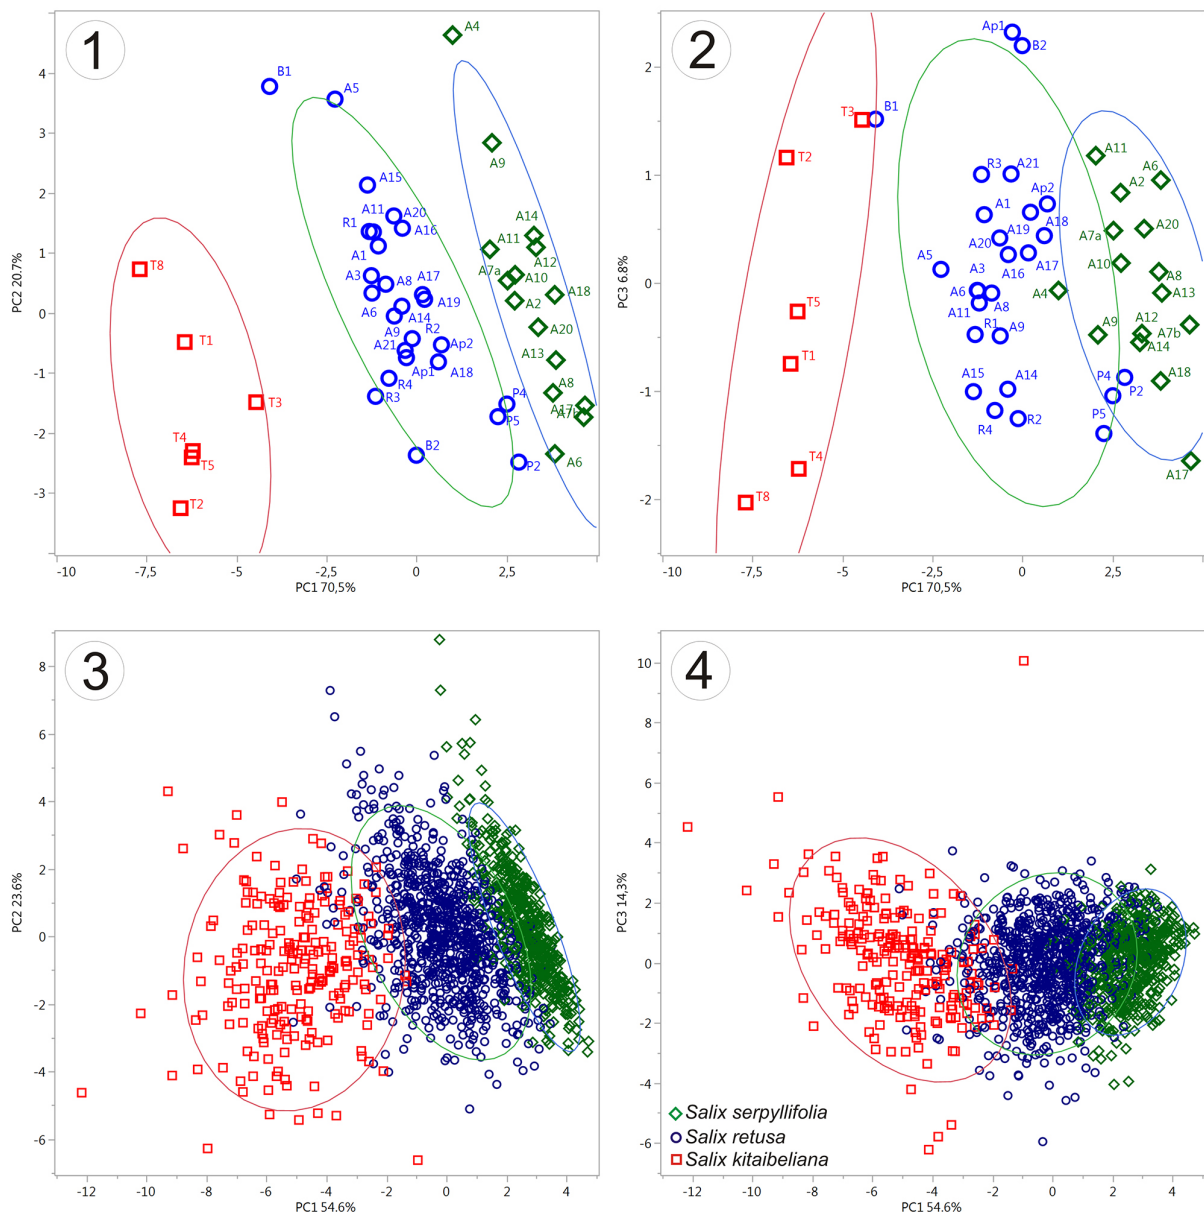 1
A4
4
B1
A5
3
A9
A15
2
A11
A20
A14
R1
A16
A11
1
A1
A12
A7a
A10
A3
A8
A17
A2
A18
0
A6
A14
A19
A9
R2
A20
A21
Ap2
A13
Ap1
A18
-1
R4
A8
R3
P4
A17
A7b
P5
-2
B2
P2
A6
-3
T8
T1
T3
T4
T5
T2
PC2 20.7%
-10
-7,5
-5
-2,5
0
2,5
PC1 70,5%
2
Ap1
B2
2
T3
B1
T2
A11
R3
A21
A6
1
Ap2
A2
A1
A18
A20
A19
A7a
A20
A5
A16
A17
A10
A3
A8
0
A6
A8
A4
A13
T5
A11
A12
R1
A9
A9
A7b
A14
T1
A15
A14
P4
P2
A18
-1
R4
R2
P5
T4
A17
T8
-2
PC3 6.8%
-10
-7,5
-5
-2,5
0
2,5
PC1 70,5%
3
8
6
4
2
0
-2
-4
-6
PC2 23.6%
-12
-10
-8
-6
-4
-2
0
2
4
PC1 54.6%
4
10
8
6
4
2
0
-2
-4
-6
PC3 14,3%
Salix serpyllifolia
Salix retusa
Salix kitaibeliana
-12
-10
-8
-6
-4
-2
0
2
4
PC1 54.6%